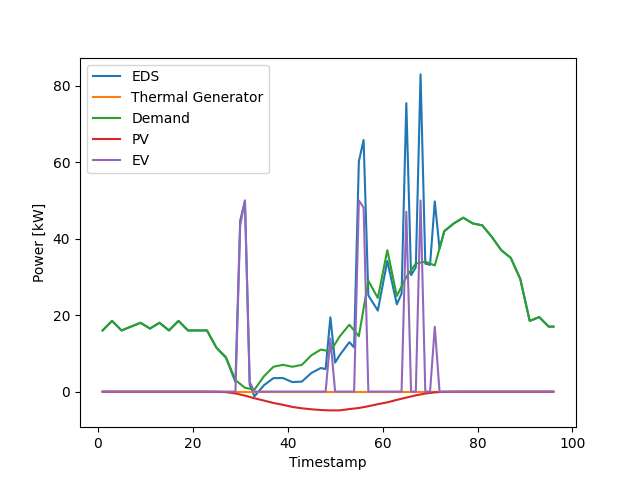 EDS
Thermal Generator
Demand
PV
EV
Power [kW]
80
60
40
20
0
0 20 40 60 80 100
Timestamp